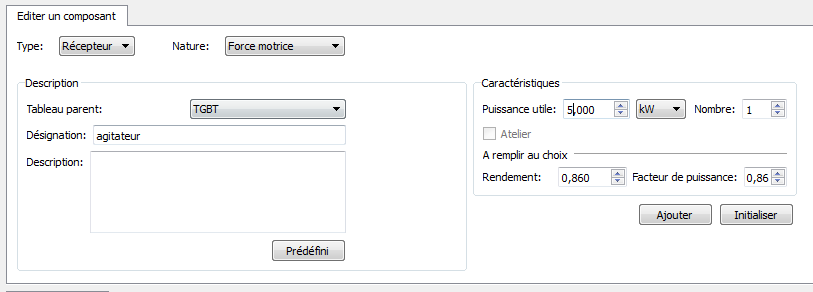 Editer un composant
Type: Récepteur Nature: Force motrice
Description
Tableau parent: TGBT
Désignation: agitateur
Description:
Prédéfini
Caractéristiques
Puissance utile: 5,000 kW Nombre: 1
Atelier
A remplir au choix
Rendement: 0,860 Facteur de puissance: 0,86
Ajouter Initialiser